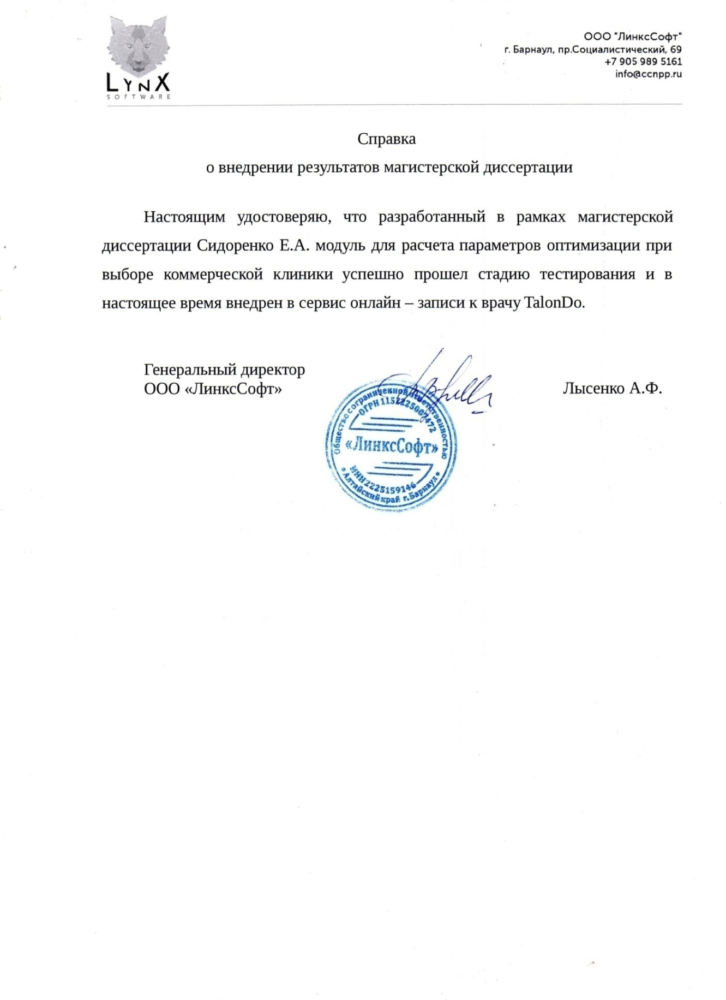 LYNX
SOFTWARE
ООО "ЛинксСофт"
г. Барнаул, пр.Социалистический, 69
+7 905 989 5161
info@ccnpp.ru
Справка
о внедрении результатов магистерской диссертации
Настоящим удостоверяю, что разработанный в рамках магистерской
диссертации Сидоренко Е.А. модуль для расчета параметров оптимизации при
выборе коммерческой клиники успешно прошел стадию тестирования и в
настоящее время внедрен в сервис онлайн – записи к врачу TalonDo.
Генеральный директор
ООО «ЛинксСофт»
Лысенко А.Ф.
Общество с ограниченной ответственностью
ОГРН
«ЛинксСофт»
ИНН 2225159146
* Алтайский край г. Барнаул *